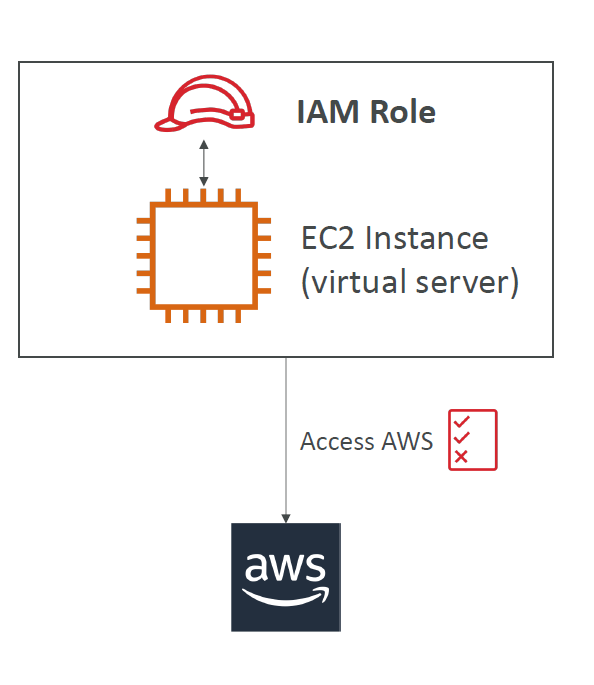 IAM Role
EC2 Instance
(virtual server)
Access AWS
aws